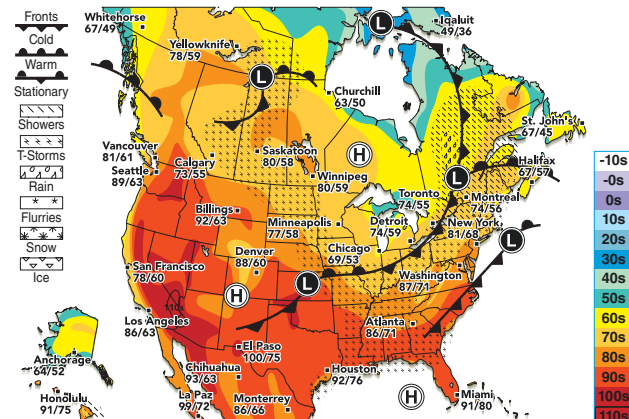 Fronts
Cold
Warm
Stationary
Showers
T-Storms
Rain
Flurries
Snow
Ice
Whitehorse
67/49
Yellowknife
78/59
L
Iqaluit
49/36
L
Churchill
63/50
St. John's
67/45
Vancouver
81/61
Seattle
89/63
Calgary
73/55
Saskatoon
80/58
Winnipeg
80/59
H
L
Halifax
67/57
Toronto
74/55
Montreal
74/56
Billings
92/63
Minneapolis
77/58
Detroit
74/59
New York
81/68
L
Denver
88/60
Chicago
69/53
Washington
87/71
San Francisco
78/60
H
L
110s
Los Angeles
86/63
Atlanta
86/71
El Paso
100/75
Houston
92/76
Chihuahua
93/63
La Paz
99/72
Monterrey
86/66
H
Miami
91/80
Anchorage
64/52
Honolulu
91/75
-10s
-0s
0s
10s
20s
30s
40s
50s
60s
70s
80s
90s
100s
110s